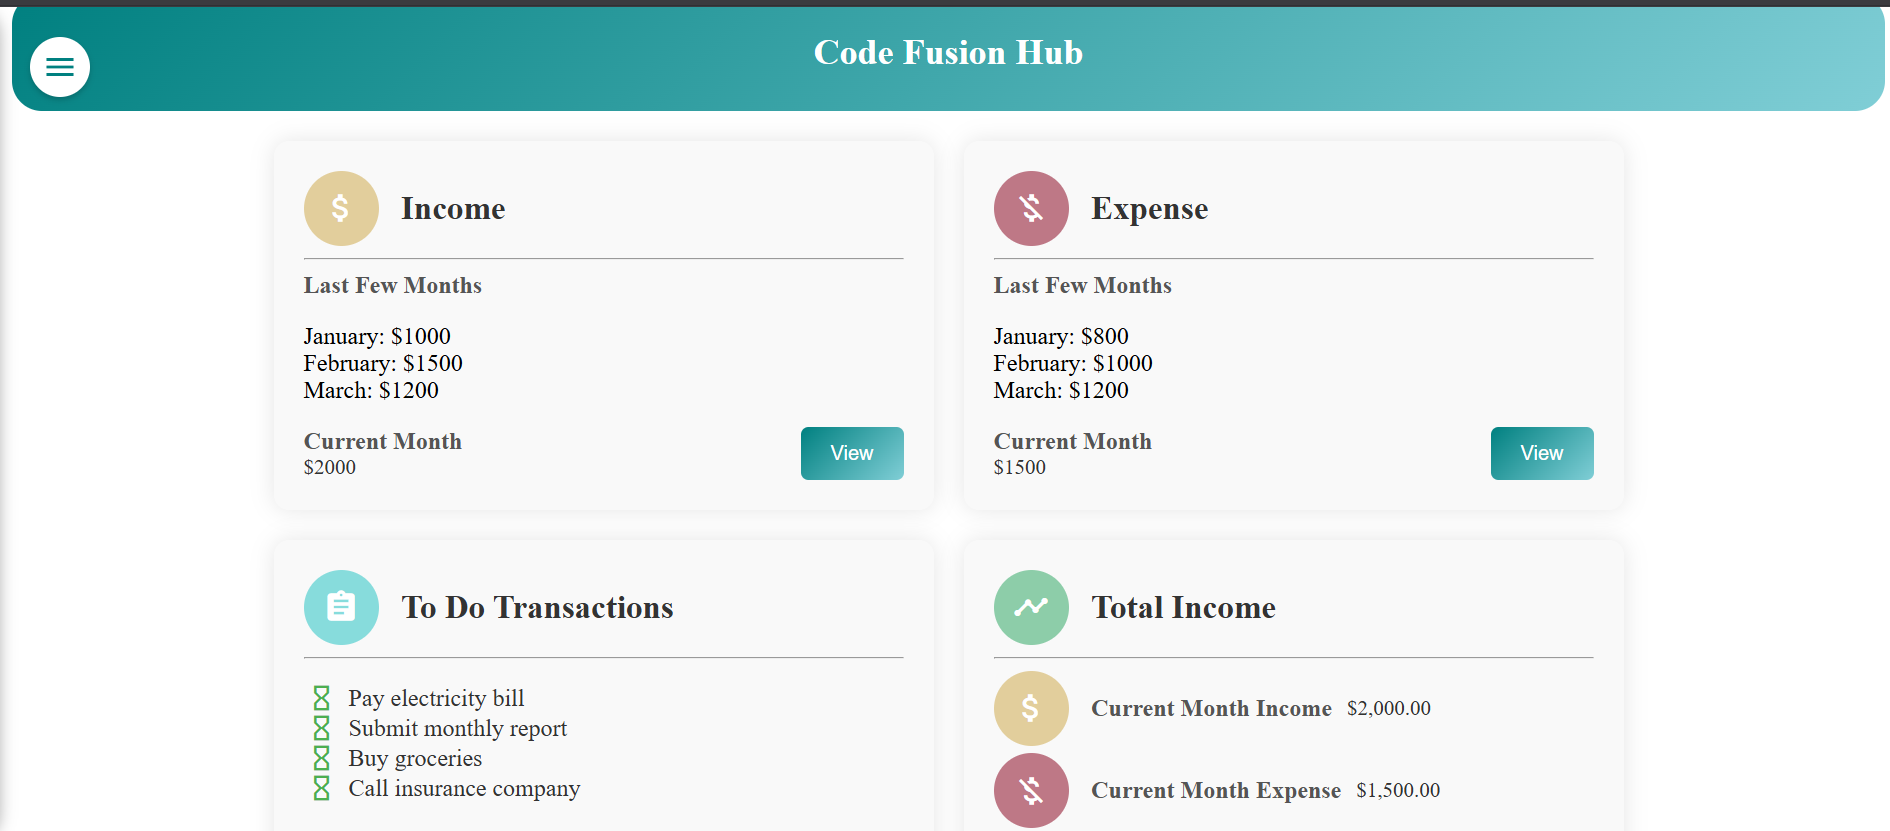 Code Fusion Hub
Income
Last Few Months
January: $1000
February: $1500
March: $1200
Current Month
$2000
View
Expense
Last Few Months
January: $800
February: $1000
March: $1200
Current Month
$1500
View
To Do Transactions
Pay electricity bill
Submit monthly report
Buy groceries
Call insurance company
Total Income
Current Month Income $2,000.00
Current Month Expense $1,500.00